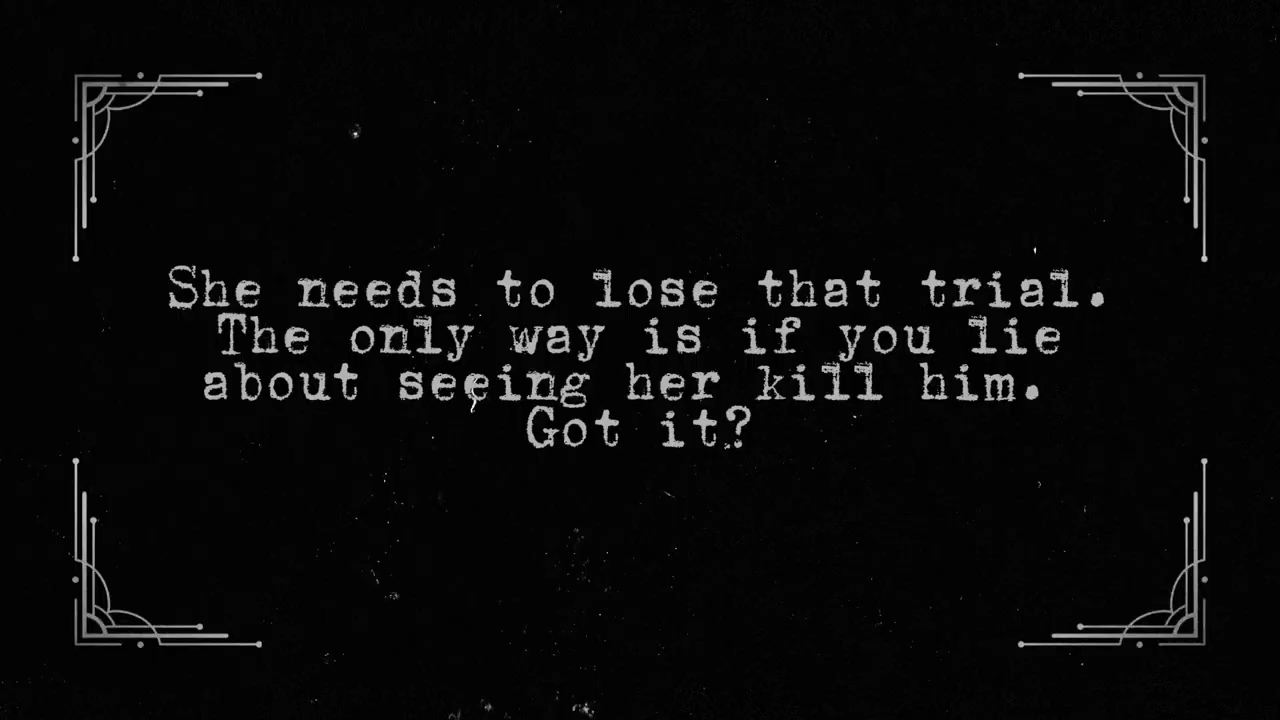 She needs to lose that trial.
The only way is if you lie
about seeing her kill him.
Got it?